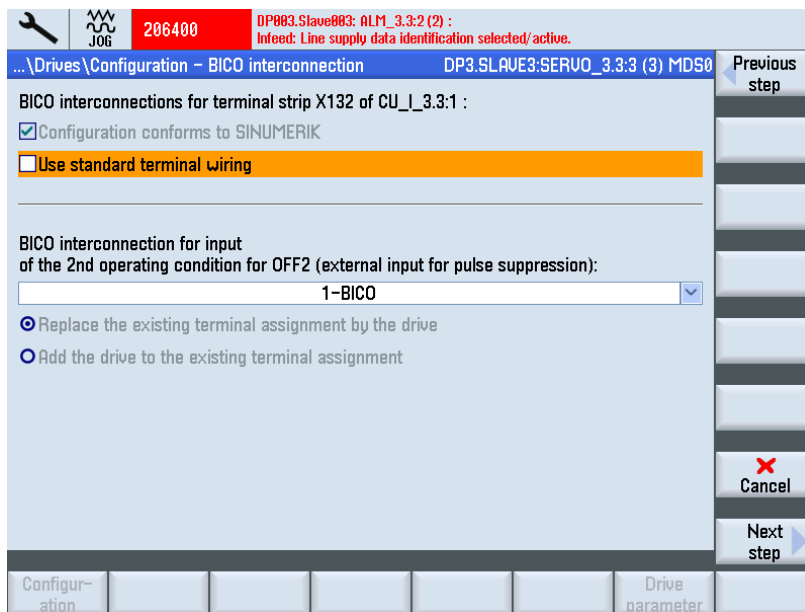 JOG
206400
DP003.Slave003: ALM_3.3:2 (2) :
Infeed: Line supply data identification selected/active.
...\Drives\Configuration – BICO interconnection
DP3.SLAVE3:SERVO_3.3:3 (3) MDS0
Previous
step
BICO interconnections for terminal strip X132 of CU_I_3.3:1 :
Configuration conforms to SINUMERIK
Use standard terminal wiring
BICO interconnection for input
of the 2nd operating condition for OFF2 (external input for pulse suppression):
1-BICO
Replace the existing terminal assignment by the drive
Add the drive to the existing terminal assignment
Cancel
Next
step
Configur-
ation
Drive
parameter